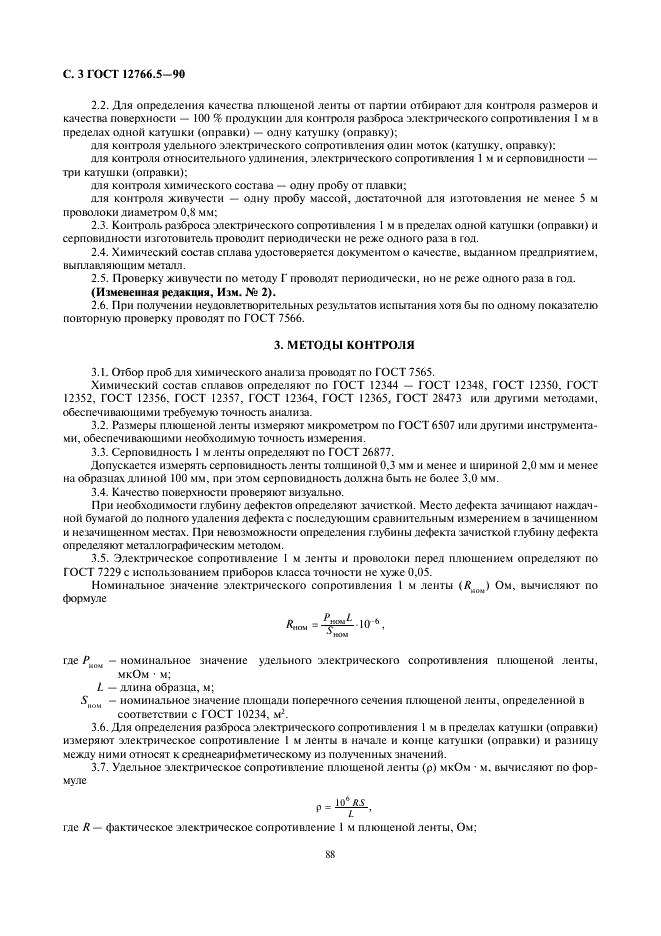 С. 3 ГОСТ 12766.5—90
2.2. Для определения качества плющеной ленты от партии отбирают для контроля размеров и
качества поверхности — 100 % продукции для контроля разброса электрического сопротивления 1 м в
пределах одной катушки (оправки) — одну катушку (оправку);
для контроля удельного электрического сопротивления один моток (катушку, оправку);
для контроля относительного удлинения, электрического сопротивления 1 м и серповидности —
три катушки (оправки);
для контроля химического состава — одну пробу от плавки;
для контроля живучести — одну пробу массой, достаточной для изготовления не менее 5 м
проволоки диаметром 0,8 мм;
2.3. Контроль разброса электрического сопротивления 1 м в пределах одной катушки (оправки) и
серповидности изготовитель проводит периодически не реже одного раза в год.
2.4. Химический состав сплава удостоверяется документом о качестве, выданном предприятием,
выплавляющим металл.
2.5. Проверку живучести по методу Г проводят периодически, но не реже одного раза в год.
(Измененная редакция, Изм. № 2).
2.6. При получении неудовлетворительных результатов испытания хотя бы по одному показателю
повторную проверку проводят по ГОСТ 7566.
3. МЕТОДЫ КОНТРОЛЯ
3.1. Отбор проб для химического анализа проводят по ГОСТ 7565.
Химический состав сплавов определяют по ГОСТ 12344 — ГОСТ 12348, ГОСТ 12350, ГОСТ
12352, ГОСТ 12356, ГОСТ 12357, ГОСТ 12364, ГОСТ 12365, ГОСТ 28473 или другими методами,
обеспечивающими требуемую точность анализа.
3.2. Размеры плющеной ленты измеряют микрометром по ГОСТ 6507 или другими инструмента-
ми, обеспечивающими необходимую точность измерения.
3.3. Серповидность 1 м ленты определяют по ГОСТ 26877.
Допускается измерять серповидность ленты толщиной 0,3 мм и менее и шириной 2,0 мм и менее
на образцах длиной 100 мм, при этом серповидность должна быть не более 3,0 мм.
3.4. Качество поверхности проверяют визуально.
При необходимости глубину дефектов определяют зачисткой. Место дефекта зачищают наждач-
ной бумагой до полного удаления дефекта с последующим сравнительным измерением в зачищенном
и незачищенном местах. При невозможности определения глубины дефекта зачисткой глубину дефекта
определяют металлографическим методом.
3.5. Электрическое сопротивление 1 м ленты и проволоки перед плющением определяют по
ГОСТ 7229 с использованием приборов класса точности не хуже 0,05.
Номинальное значение электрического сопротивления 1 м ленты (Rном) Ом, вычисляют по
формуле
Rном = PномL / Sном · 10⁻⁶,
где Pном — номинальное значение удельного электрического сопротивления плющеной ленты,
мкОм · м;
L — длина образца, м;
Sном — номинальное значение площади поперечного сечения плющеной ленты, определенной в
соответствии с ГОСТ 10234, м².
3.6. Для определения разброса электрического сопротивления 1 м в пределах катушки (оправки)
измеряют электрическое сопротивление 1 м ленты в начале и конце катушки (оправки) и разницу
между ними относят к среднеарифметическому из полученных значений.
3.7. Удельное электрическое сопротивление плющеной ленты (ρ) мкОм · м, вычисляют по фор-
муле
ρ = 10⁶ RS / L,
где R — фактическое электрическое сопротивление 1 м плющеной ленты, Ом;
88